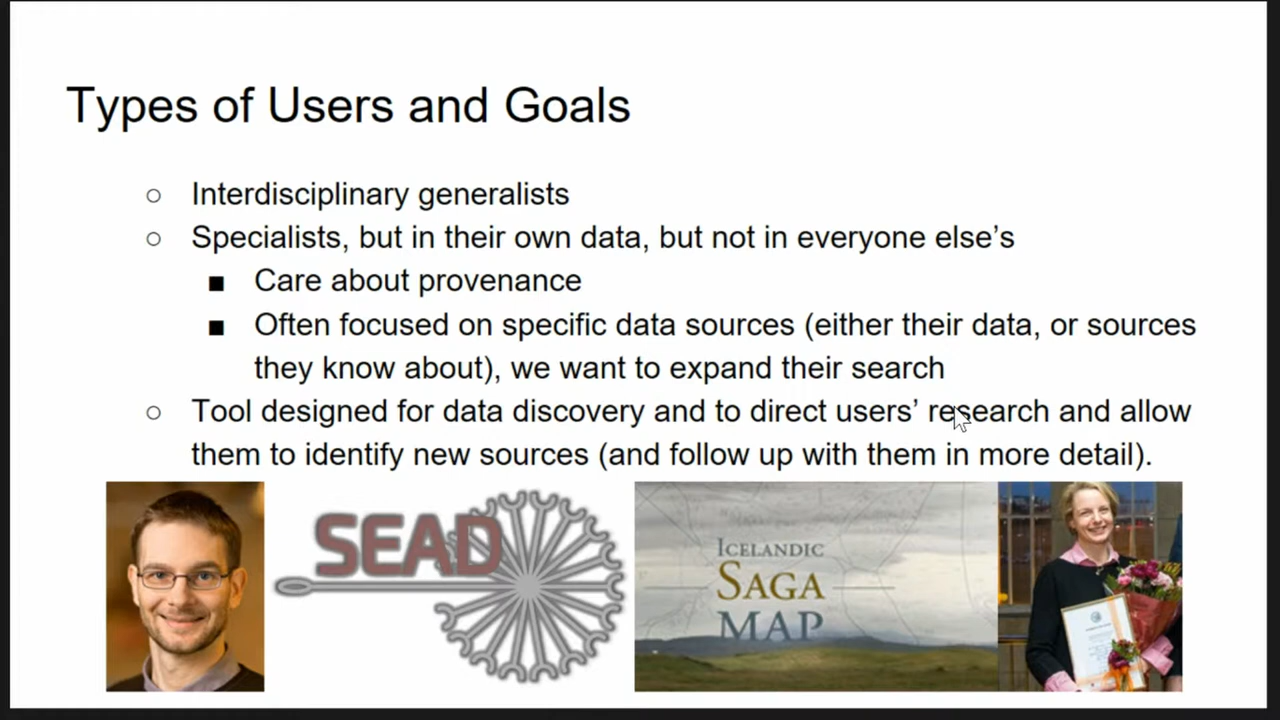 Types of Users and Goals
○ Interdisciplinary generalists
○ Specialists, but in their own data, but not in everyone else’s
■ Care about provenance
■ Often focused on specific data sources (either their data, or sources
they know about), we want to expand their search
○ Tool designed for data discovery and to direct users’ research and allow
them to identify new sources (and follow up with them in more detail).
SEAD
ICELANDIC
SAGA
MAP